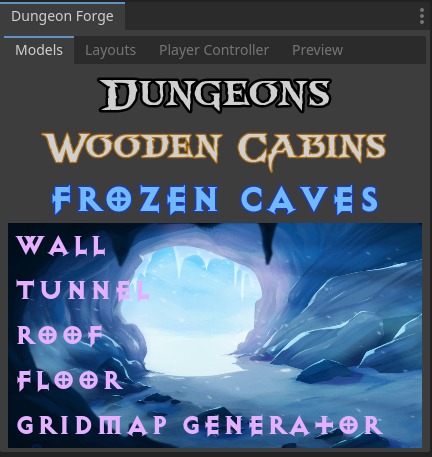 Dungeon Forge
Models Layouts Player Controller Preview
DUNGEONS
WOODEN CABINS
FROZEN CAVES
WALL
TUNNEL
ROOF
FLOOR
GRIDMAP GENERATOR